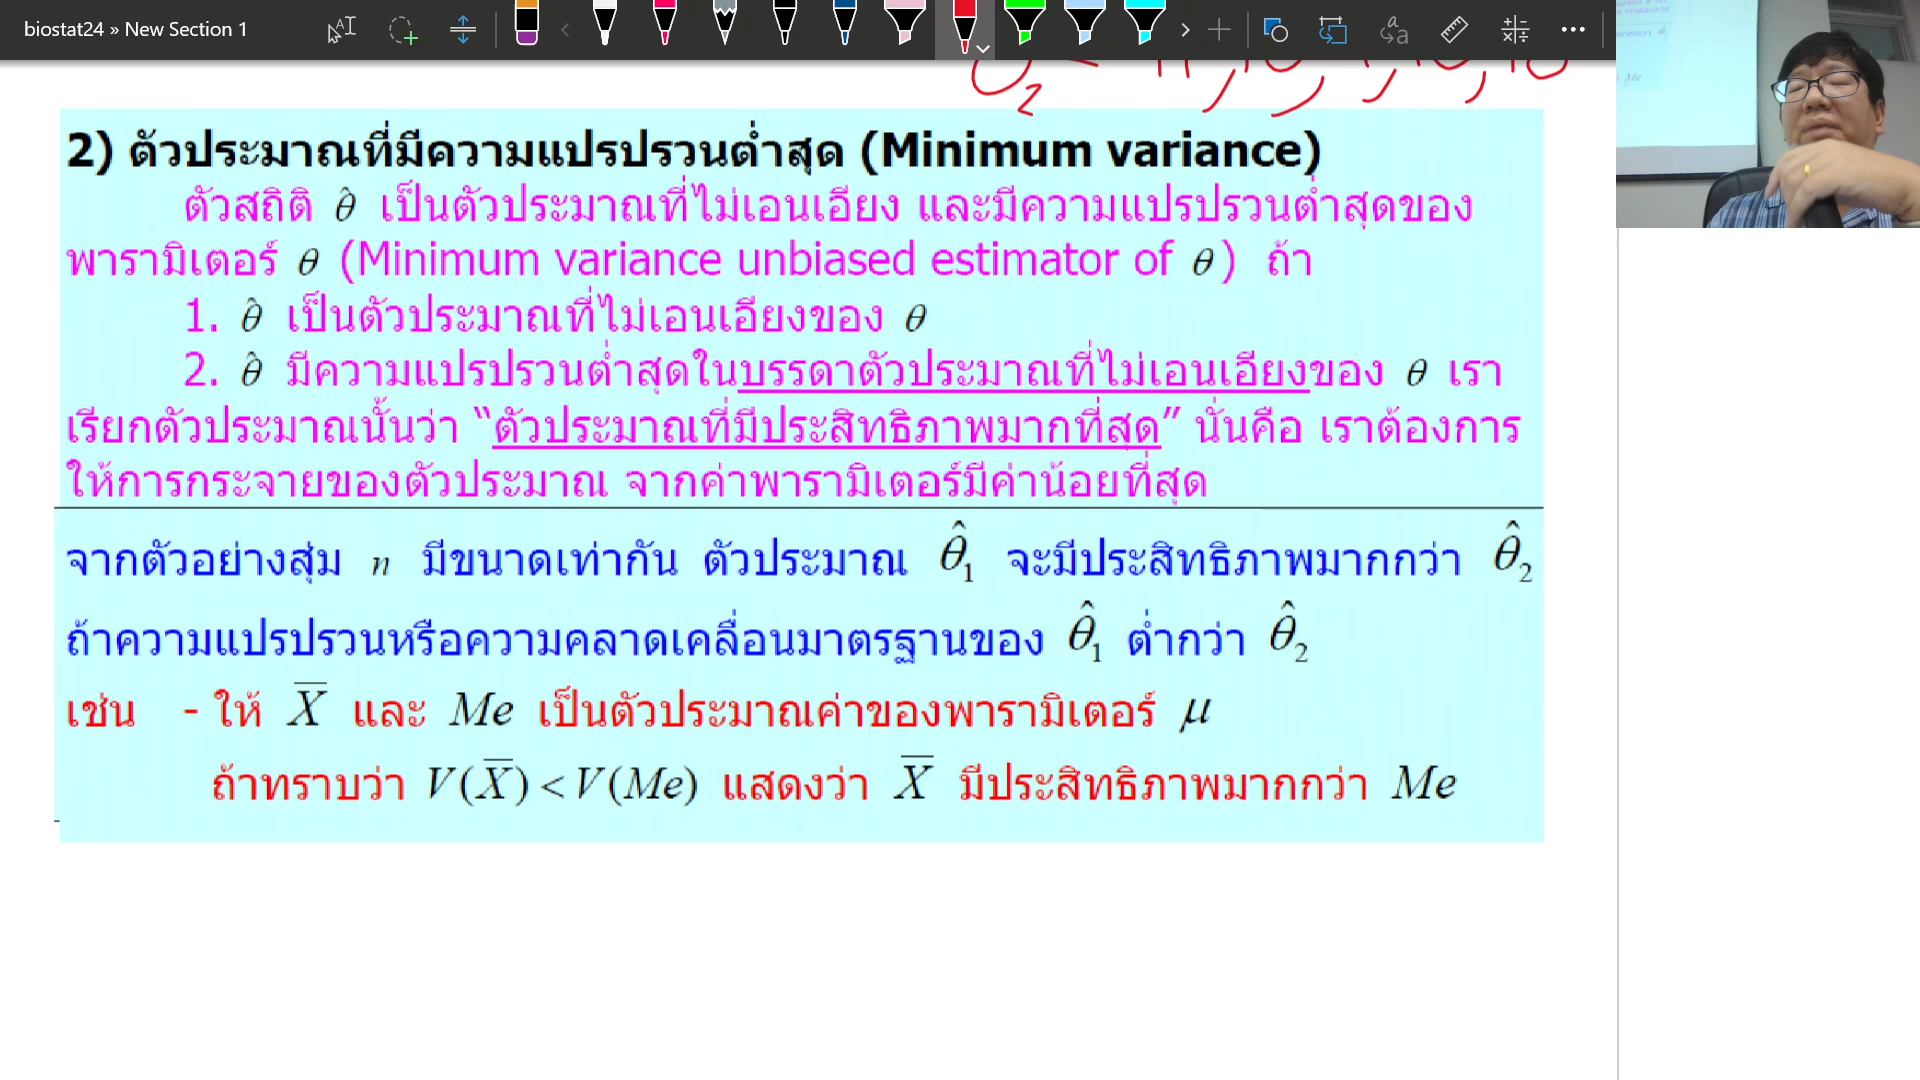 biostat24 » New Section 1
2) ตัวประมาณที่มีความแปรปรวนต่ำสุด (Minimum variance)
ตัวสถิติ θ̂ เป็นตัวประมาณที่ไม่เอนเอียง และมีความแปรปรวนต่ำสุดของ
พารามิเตอร์ θ (Minimum variance unbiased estimator of θ) ถ้า
1. θ̂ เป็นตัวประมาณที่ไม่เอนเอียงของ θ
2. θ̂ มีความแปรปรวนต่ำสุดในบรรดาตัวประมาณที่ไม่เอนเอียงของ θ เรา
เรียกตัวประมาณนั้นว่า “ตัวประมาณที่มีประสิทธิภาพมากที่สุด” นั่นคือ เราต้องการ
ให้การกระจายของตัวประมาณ จากค่าพารามิเตอร์มีค่าน้อยที่สุด
จากตัวอย่างสุ่ม n มีขนาดเท่ากัน ตัวประมาณ θ̂₁ จะมีประสิทธิภาพมากกว่า θ̂₂
ถ้าความแปรปรวนหรือความคลาดเคลื่อนมาตรฐานของ θ̂₁ ต่ำกว่า θ̂₂
เช่น - ให้ X̅ และ Me เป็นตัวประมาณค่าของพารามิเตอร์ μ
ถ้าทราบว่า V(X̅) < V(Me) แสดงว่า X̅ มีประสิทธิภาพมากกว่า Me